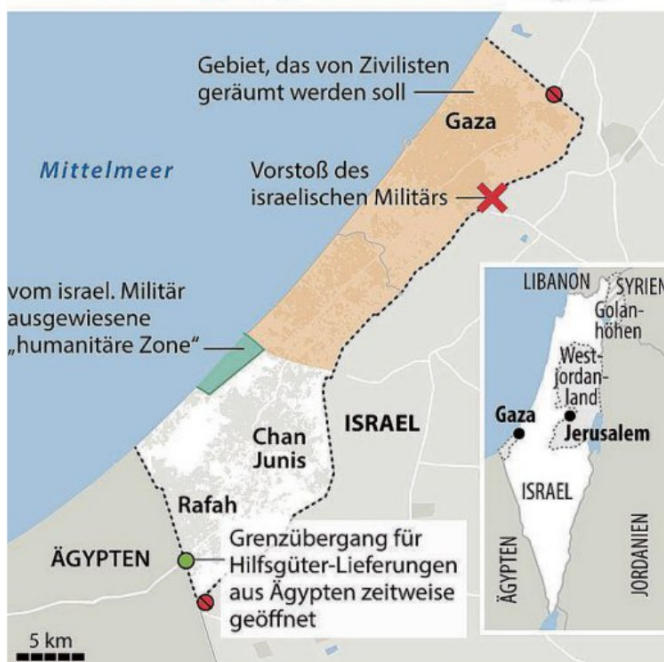 Gebiet, das von Zivilisten
geräumt werden soll
Gaza
Mittelmeer
Vorstoß des
israelischen Militärs
vom israel. Militär
ausgewiesene
„humanitäre Zone“
ISRAEL
Chan
Junis
Rafah
ÄGYPTEN
Grenzübergang für
Hilfsgüter-Lieferungen
aus Ägypten zeitweise
geöffnet
5 km
LIBANON
SYRIEN
Golan-
höhen
West-
jordan-
land
Gaza
Jerusalem
ISRAEL
ÄGYPTEN
JORDANIEN